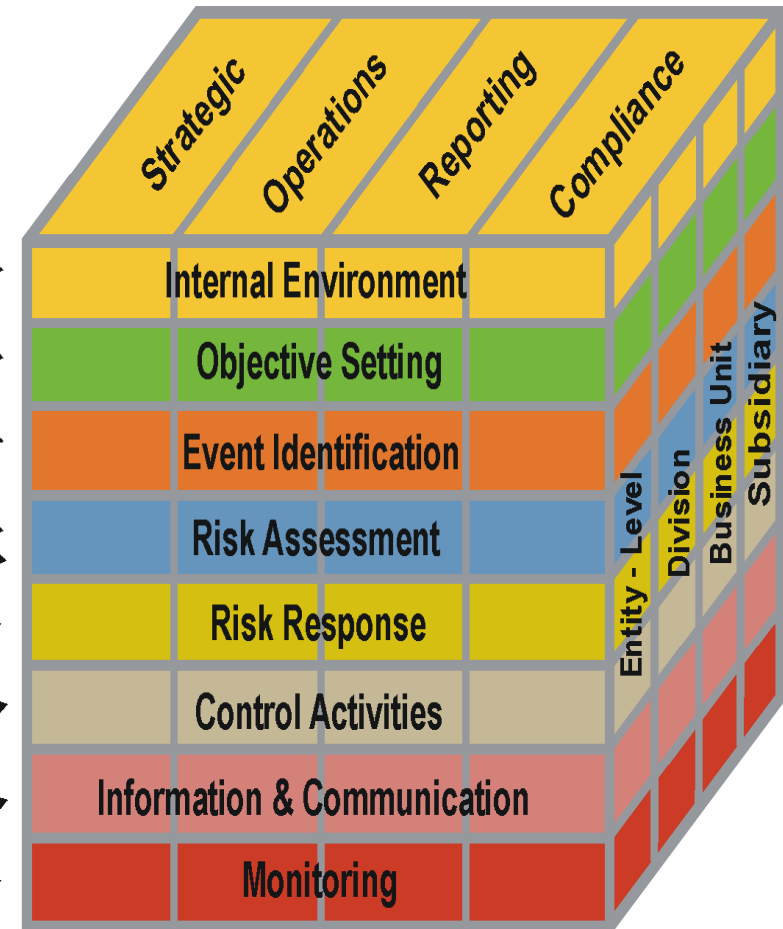 Strategic
Operations
Reporting
Compliance
Internal Environment
Objective Setting
Event Identification
Risk Assessment
Risk Response
Control Activities
Information & Communication
Monitoring
Entity - Level
Division
Business Unit
Subsidiary